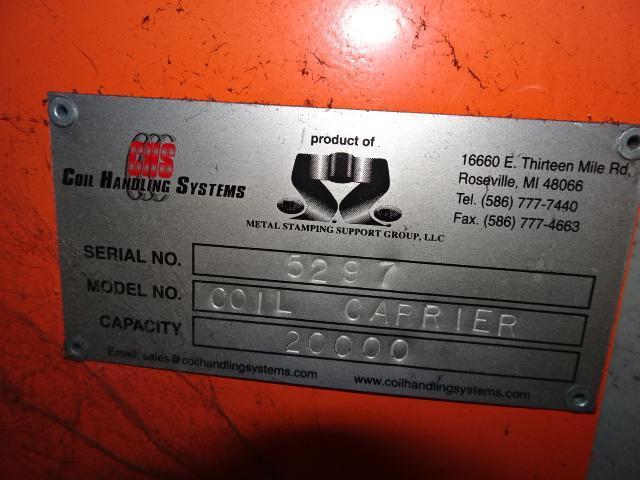 CHS
COIL HANDLING SYSTEMS
product of
METAL STAMPING SUPPORT GROUP, LLC
16660 E. Thirteen Mile Rd,
Roseville, MI 48066
Tel. (586) 777-7440
Fax. (586) 777-4663
SERIAL NO. 5297
MODEL NO. COIL CARRIER
CAPACITY 20000
Email: sales@coilhandlingsystems.com
www.coilhandlingsystems.com